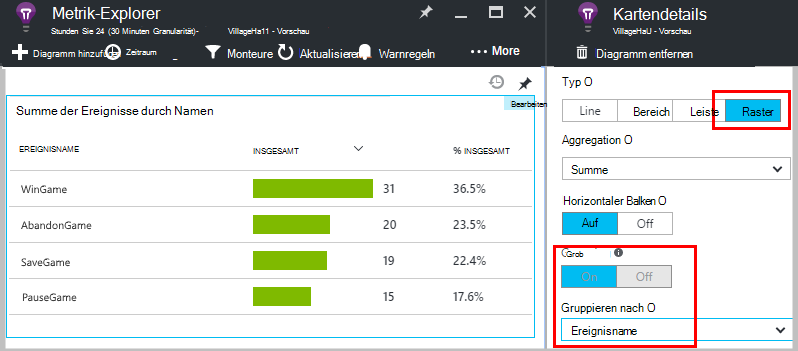 Metrik-Explorer
Stunden Sie 24 (30 Minuten Granularität)- VillageHa11 - Vorschau
Diagramm hinzufügen Zeitraum Monteure Aktualisieren Warnregeln ••• More
Bearbeiten
Summe der Ereignisse durch Namen
EREIGNISNAME INSGESAMT % INSGESAMT
WinGame 31 36.5%
AbandonGame 20 23.5%
SaveGame 19 22.4%
PauseGame 15 17.6%
Kartendetails
VillageHaU - Vorschau
Diagramm entfernen
Typ O
Line Bereich Leiste Raster
Aggregation O
Summe
Horizontaler Balken O
Auf Off
Grob
On Off
Gruppieren nach O
Ereignisname